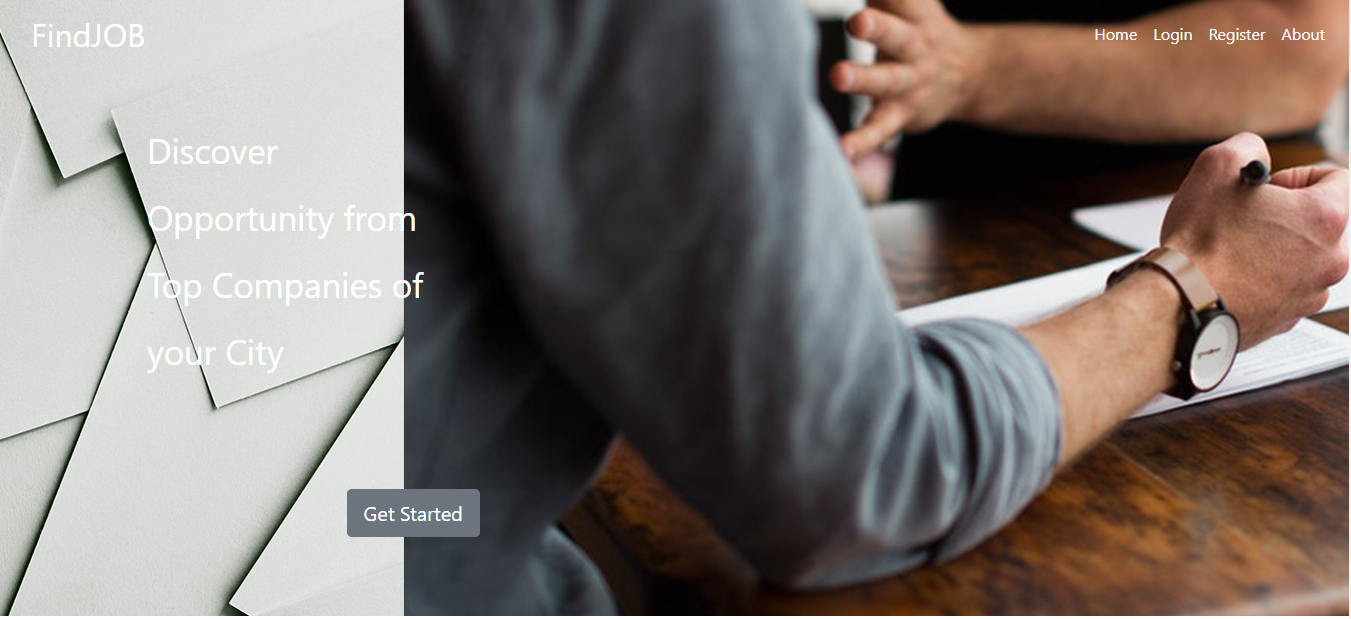 FindJOB
Home Login Register About
Discover
Opportunity from
Top Companies of
your City
Get Started